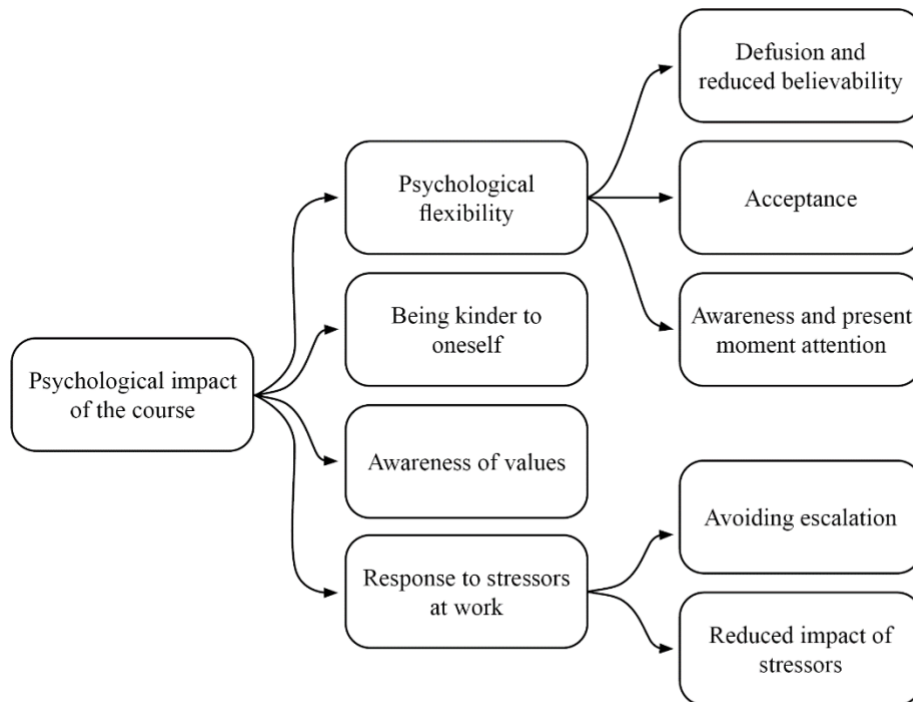 Defusion and
reduced believability
Psychological
flexibility
Acceptance
Being kinder to
oneself
Awareness and present
moment attention
Psychological impact
of the course
Awareness of values
Avoiding escalation
Response to stressors
at work
Reduced impact of
stressors